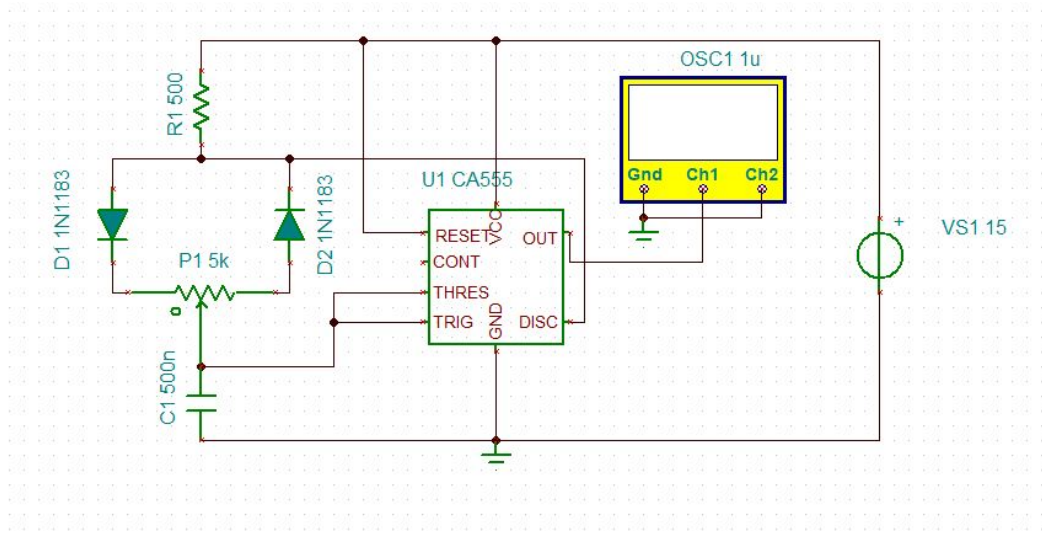 OSC1 1u
R1 500
Gnd Ch1 Ch2
D1 1N1183
D2 1N1183
U1 CA555
VCC
RESET
OUT
CONT
THRES
TRIG
GND
DISC
P1 5k
+
VS1 15
C1 500n